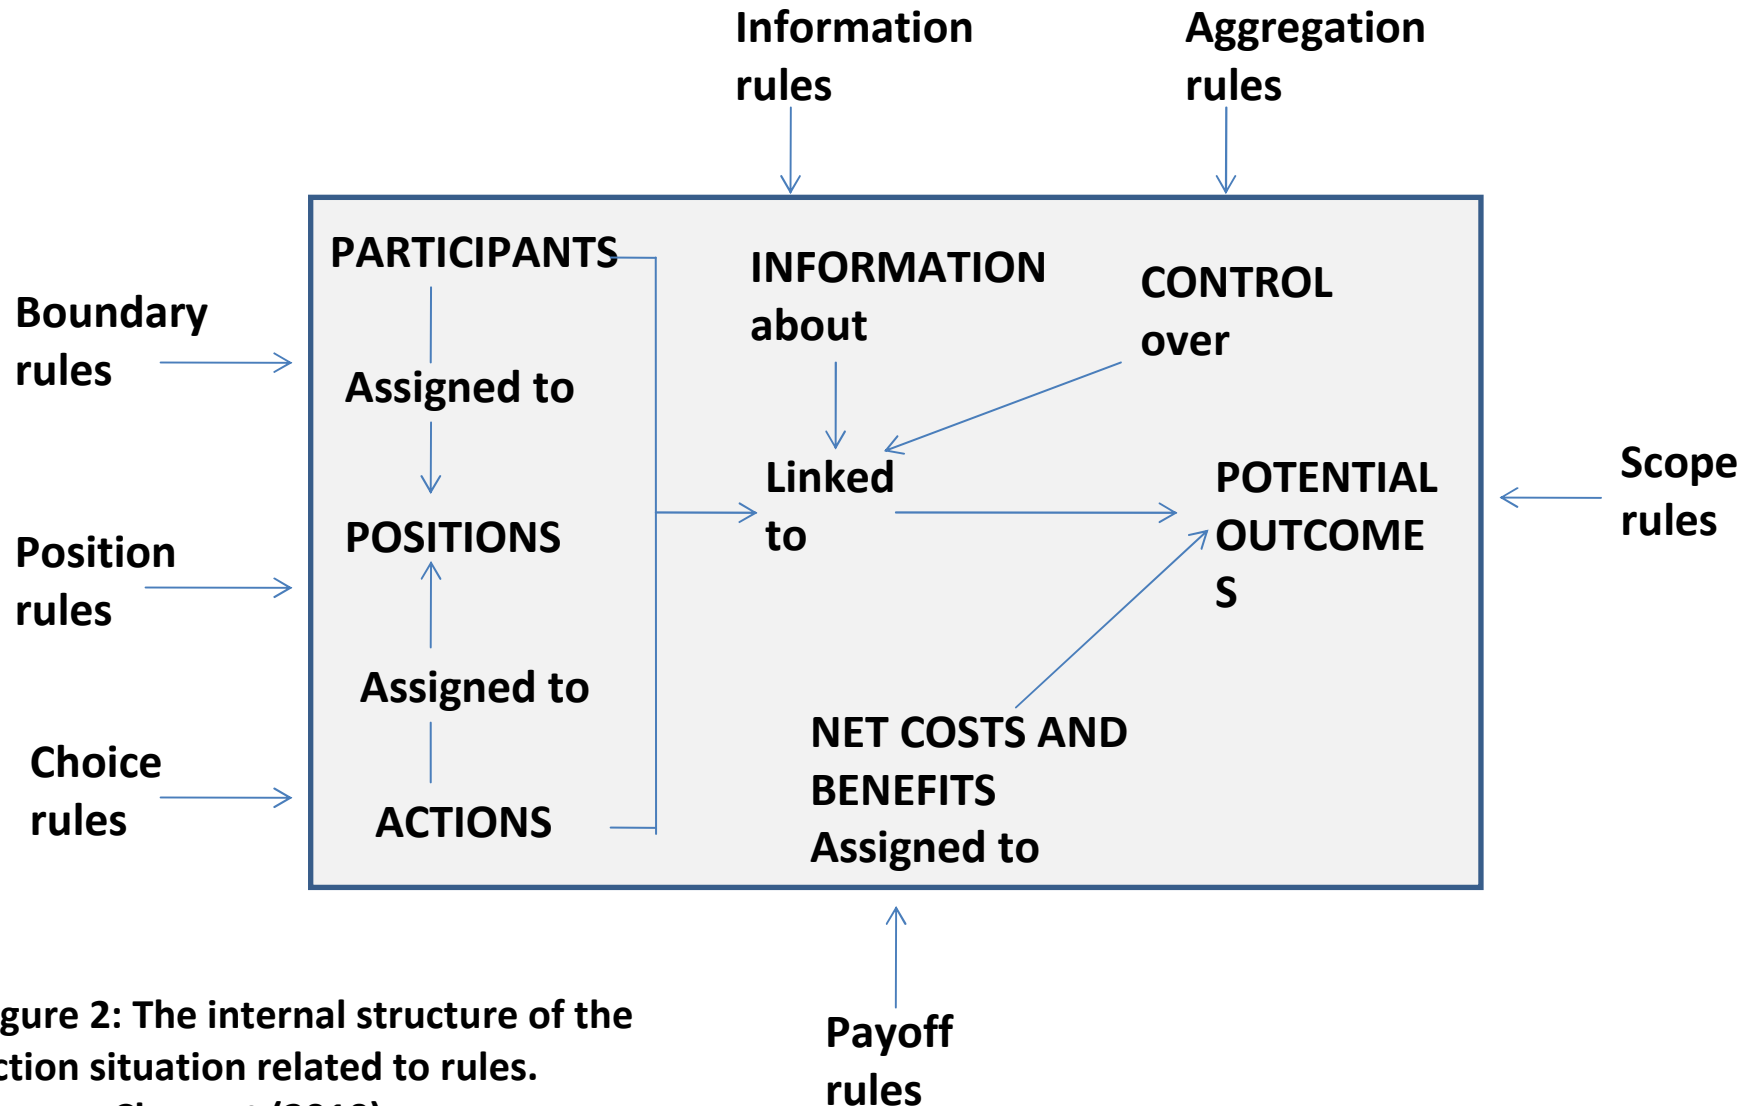 Information
rules
Aggregation
rules
PARTICIPANTS
INFORMATION
about
CONTROL
over
Boundary
rules
Assigned to
Linked
to
POTENTIAL
OUTCOME
S
Scope
rules
POSITIONS
Position
rules
Assigned to
NET COSTS AND
BENEFITS
Assigned to
Choice
rules
ACTIONS
Payoff
rules
igure 2: The internal structure of the
ction situation related to rules.